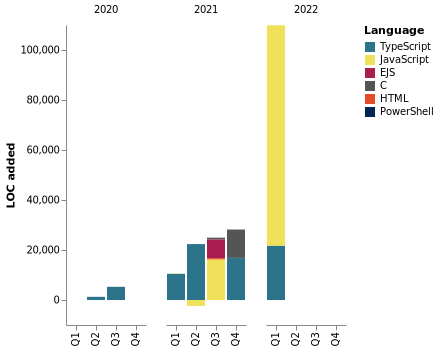 2020 2021 2022
Language
TypeScript
JavaScript
EJS
C
HTML
PowerShell
LOC added
100,000
80,000
60,000
40,000
20,000
0
Q1 Q2 Q3 Q4 Q1 Q2 Q3 Q4 Q1 Q2 Q3 Q4